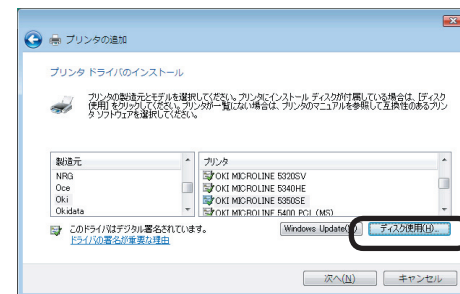 プリンタの追加
プリンタ ドライバのインストール
プリンタの製造元とモデルを選択してください。プリンタにインストール ディスクが付属している場合は、[ディスク
使用] をクリックしてください。プリンタが一覧にない場合は、プリンタのマニュアルを参照して互換性のあるプリン
タ ソフトウェアを選択してください。
製造元
NRG
Oce
Oki
Okidata
プリンタ
OKI MICROLINE 5320SV
OKI MICROLINE 5340HE
OKI MICROLINE 5350SE
OKI MICROLINE 5400 PCL (MS)
このドライバはデジタル署名されています。
ドライバの署名が重要な理由
Windows Update
ディスク使用(H)...
次へ(N)
キャンセル